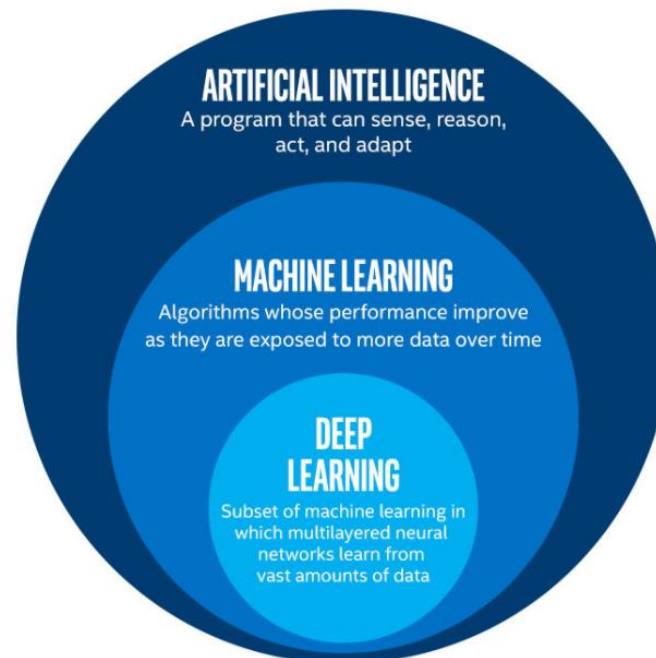 ARTIFICIAL INTELLIGENCE
A program that can sense, reason,
act, and adapt
MACHINE LEARNING
Algorithms whose performance improve
as they are exposed to more data over time
DEEP
LEARNING
Subset of machine learning in
which multilayered neural
networks learn from
vast amounts of data